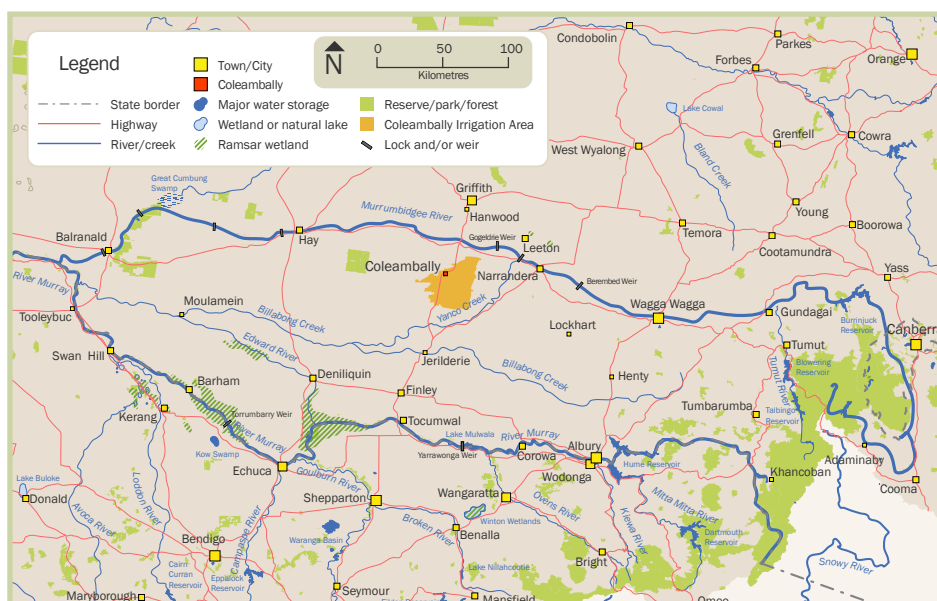 Legend
Town/City
Coleambally
State border
Major water storage
Reserve/park/forest
Highway
Wetland or natural lake
Coleambally Irrigation Area
River/creek
Ramsar wetland
Lock and/or weir
N
0 50 100
Kilometres
Condobolin
Parkes
Forbes
Orange
Lake Cowal
Grenfell
Cowra
West Wyalong
Bland Creek
Great Cumbung
Swamp
Griffith
Hanwood
Murrumbidgee River
Young
Boorowa
Temora
Cootamundra
Balranald
Hay
Gogeldrie Weir
Leeton
Coleambally
Narrandera
Berembed Weir
Yass
River Murray
Moulamein
Yanco Creek
Wagga Wagga
Gundagai
Burrinjuck
Reservoir
Canberr
Tooleybuc
Billabong Creek
Lockhart
Swan Hill
Edward River
Jerilderie
Tumut
Blowering
Reservoir
Tumut River
Barham
Deniliquin
Finley
Billabong Creek
Henty
Tumbarumba
Talbingo
Reservoir
Kerang
Torrumbarry Weir
River Murray
Tocumwal
Lake Mulwala
River Murray
Albury
Kow Swamp
Yarrawonga Weir
Corowa
Wodonga
Hume Reservoir
Adaminaby
Echuca
Goulburn River
Khancoban
Cooma
Lake Buloke
Donald
Loddon River
Shepparton
Wangaratta
Ovens River
Mitta Mitta River
Avoca River
Campaspe River
Broken River
Winton Wetlands
Kiewa River
Waranga Basin
Benalla
Dartmouth
Reservoir
Bendigo
Bright
Cairn
Curran
Reservoir
Eppalock
Reservoir
Lake Nillahcootie
Snowy River
Seymour
Maryborough
Mansfield
Omeo